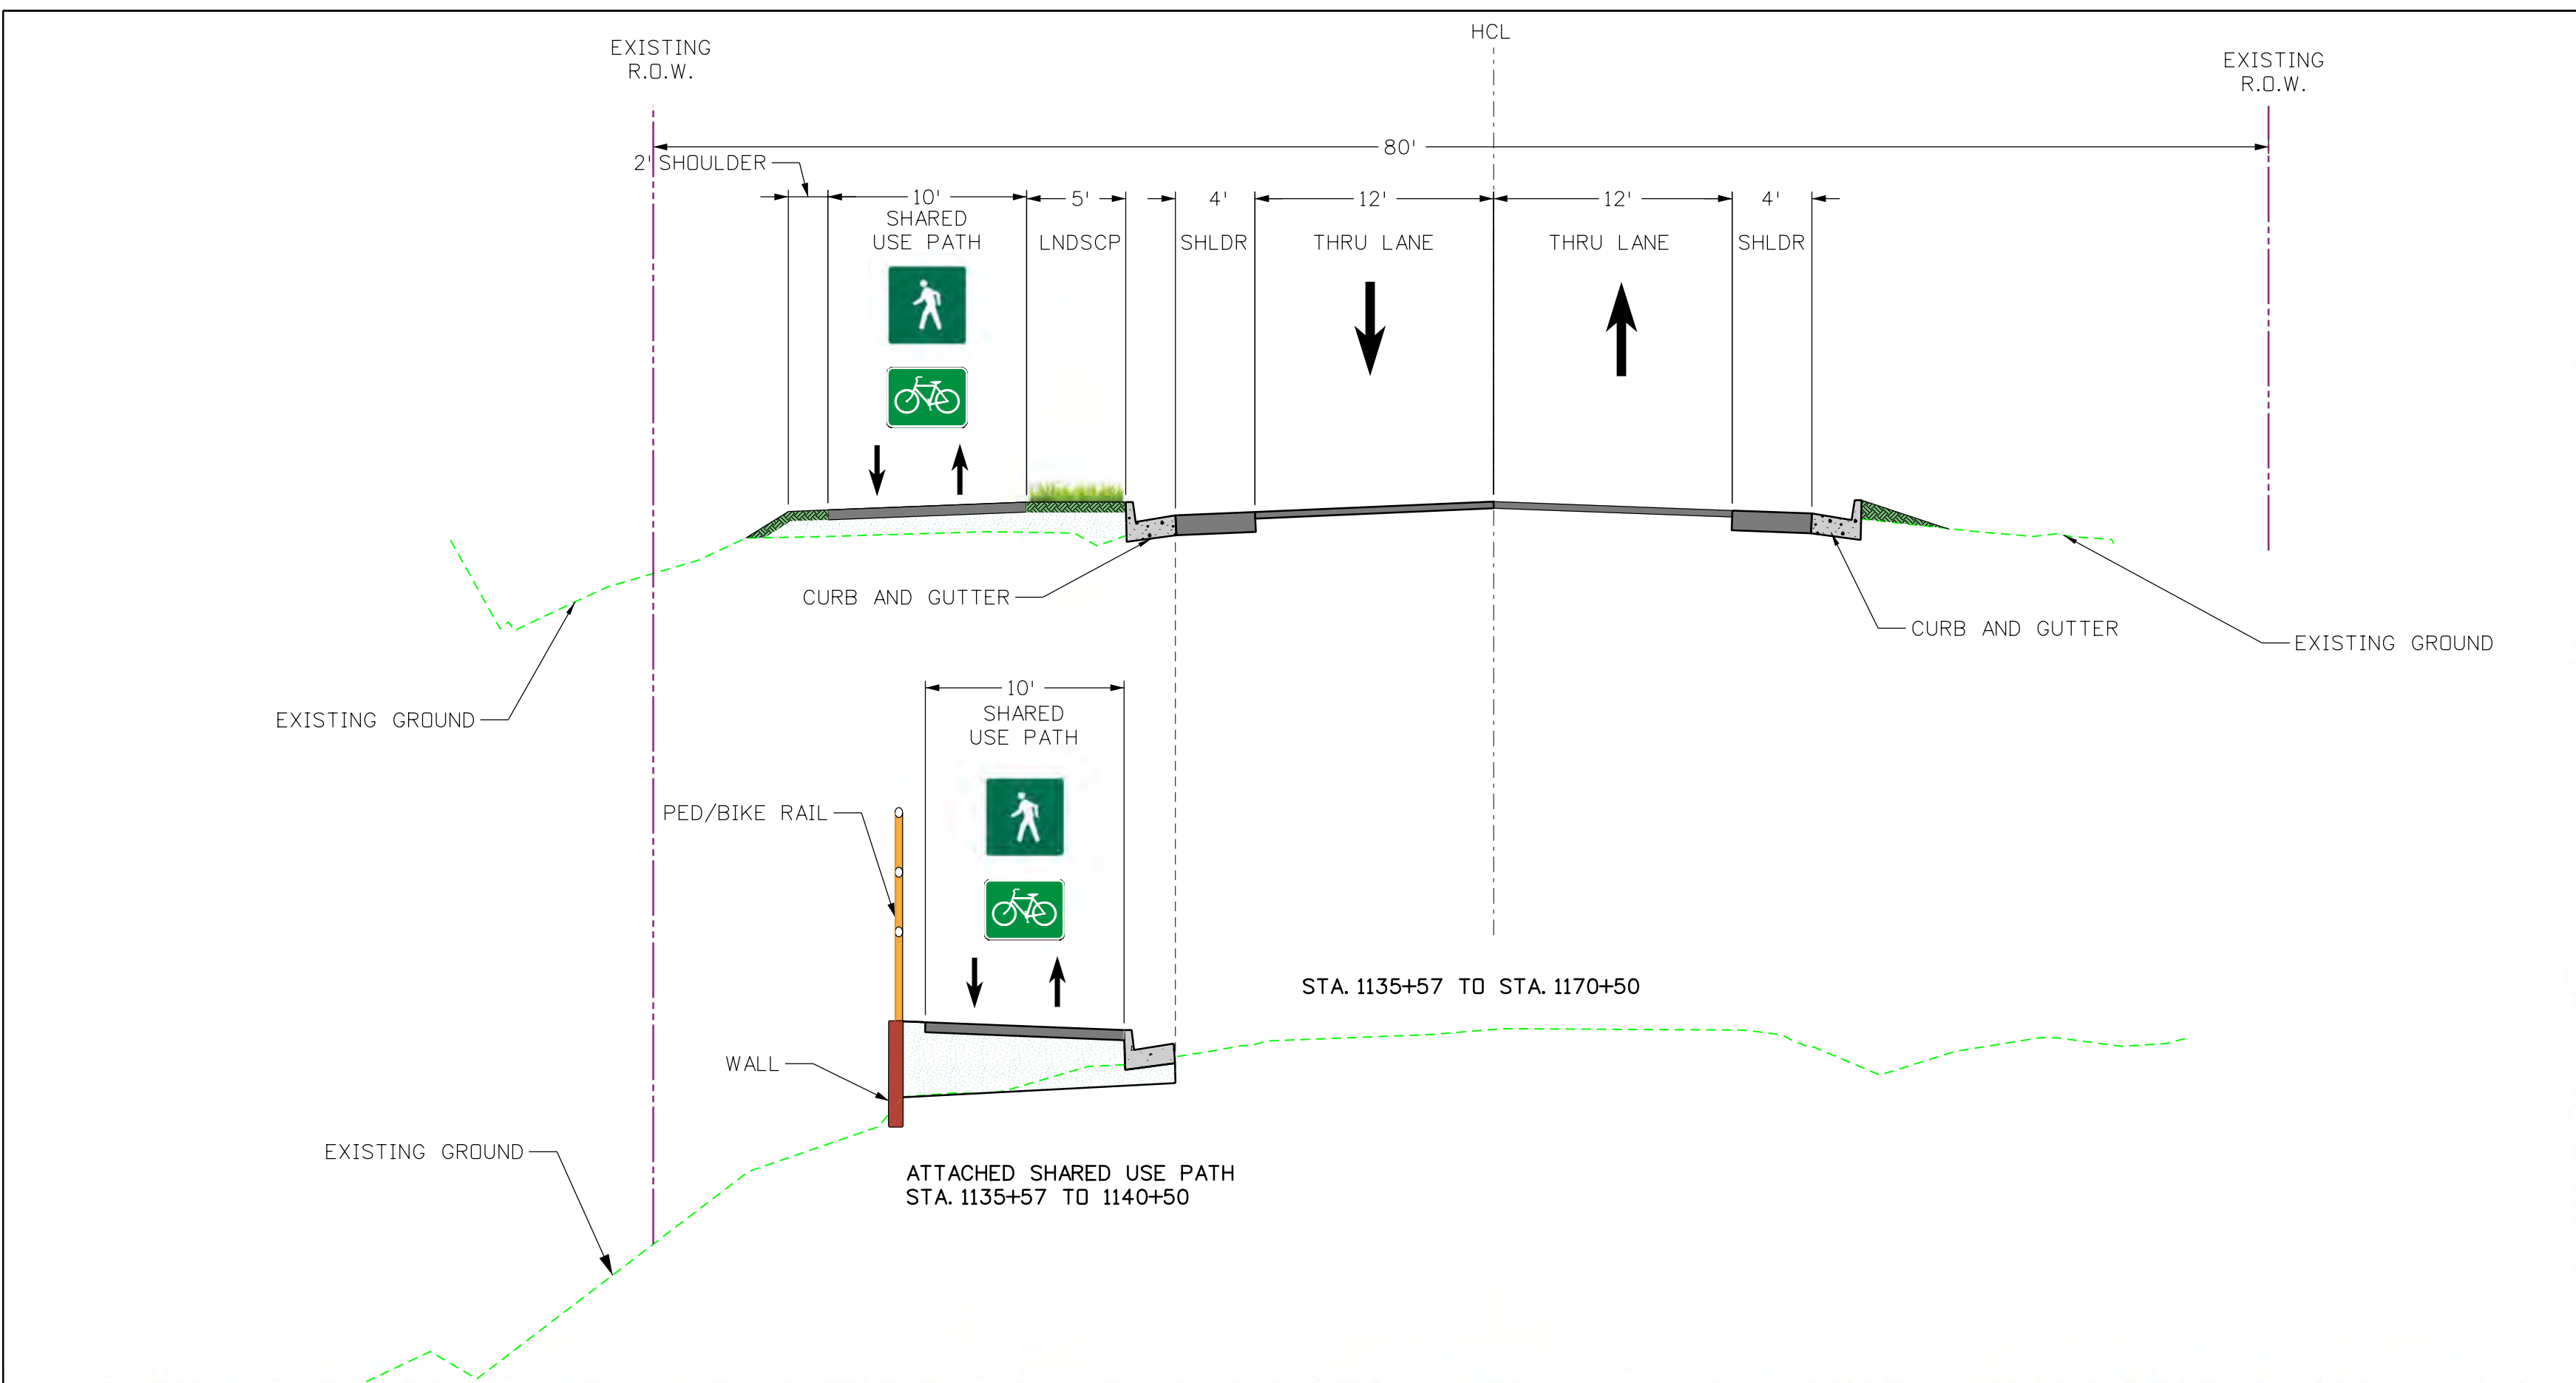 HCL
EXISTING
R.O.W.
EXISTING
R.O.W.
80'
2' SHOULDER
10'
5'
4'
12'
12'
4'
SHARED
USE PATH
LNDSCP
SHLDR
THRU LANE
THRU LANE
SHLDR
CURB AND GUTTER
CURB AND GUTTER
EXISTING GROUND
EXISTING GROUND
10'
SHARED
USE PATH
PED/BIKE RAIL
STA. 1135+57 TO STA. 1170+50
WALL
EXISTING GROUND
ATTACHED SHARED USE PATH
STA. 1135+57 TO 1140+50